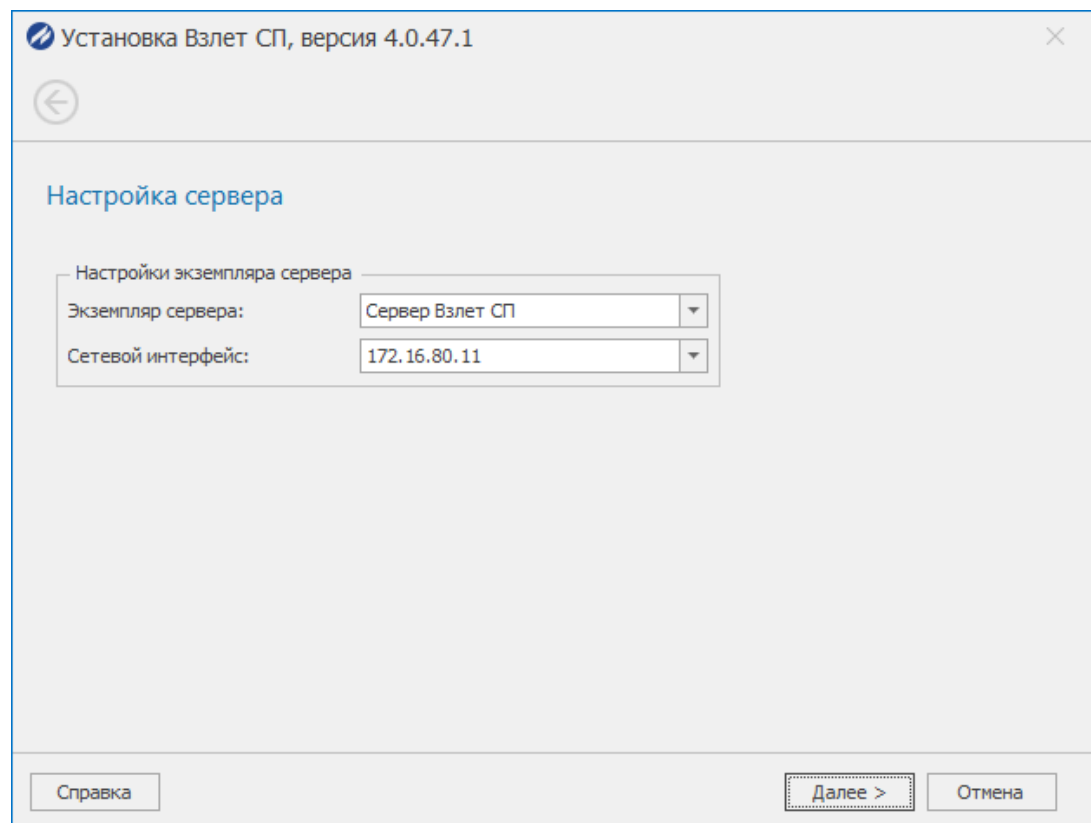 Установка Взлет СП, версия 4.0.47.1
Настройка сервера
Настройки экземпляра сервера
Экземпляр сервера: Сервер Взлет СП
Сетевой интерфейс: 172.16.80.11
Справка Далее > Отмена